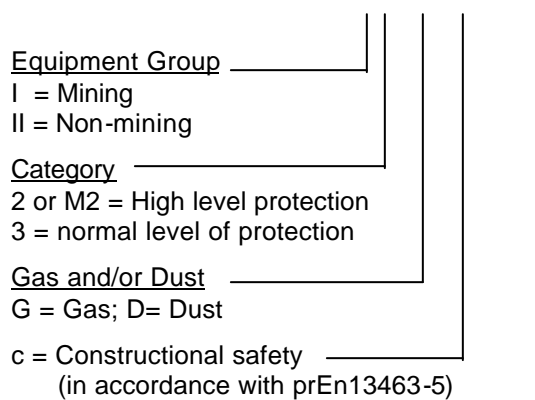 Equipment Group
I = Mining
II = Non-mining
Category
2 or M2 = High level protection
3 = normal level of protection
Gas and/or Dust
G = Gas; D= Dust
c = Constructional safety
(in accordance with prEn13463-5)